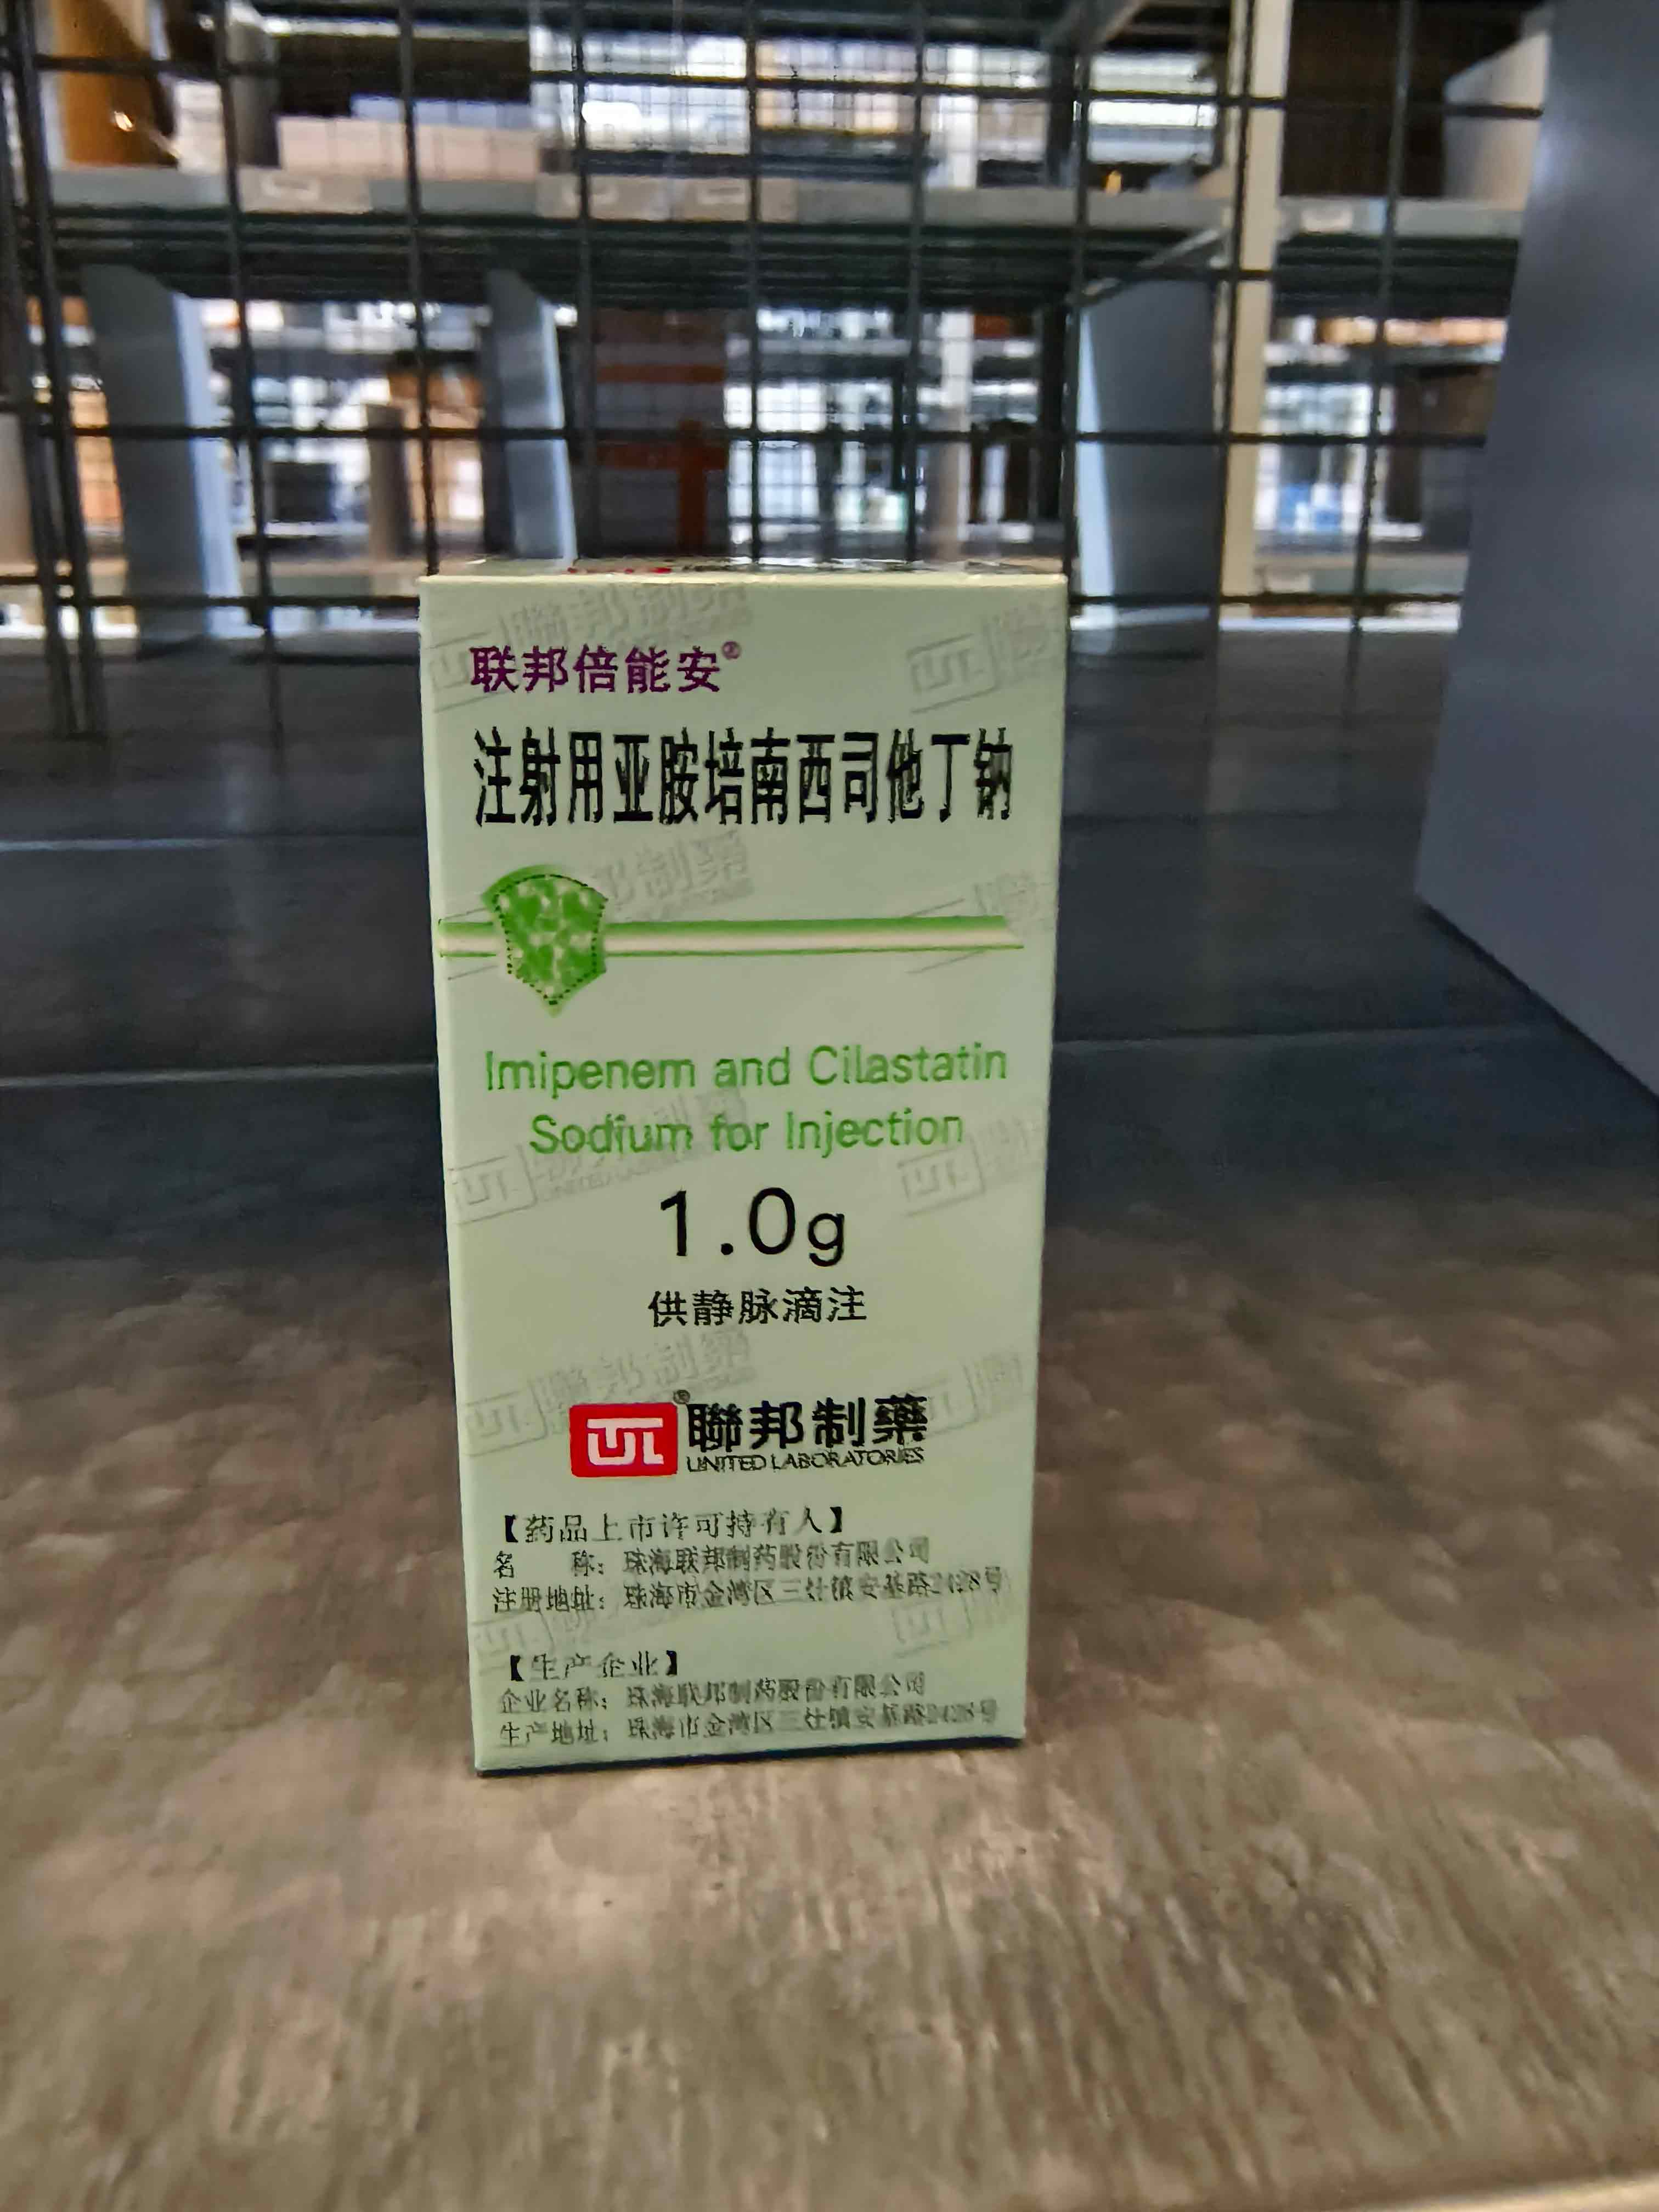 联邦倍能安®
注射用亚胺培南西司他丁钠
Imipenem and Cilastatin
Sodium for Injection
1.0g
供静脉滴注
聯邦制藥
UNITED LABORATORIES
【药品上市许可持有人】
名 称：珠海联邦制药股份有限公司
注册地址：珠海市金湾区三灶镇安基路
【生产企业】
企业名称：珠海联邦制药股份有限公司
生产地址：珠海市金湾区三灶镇安基路